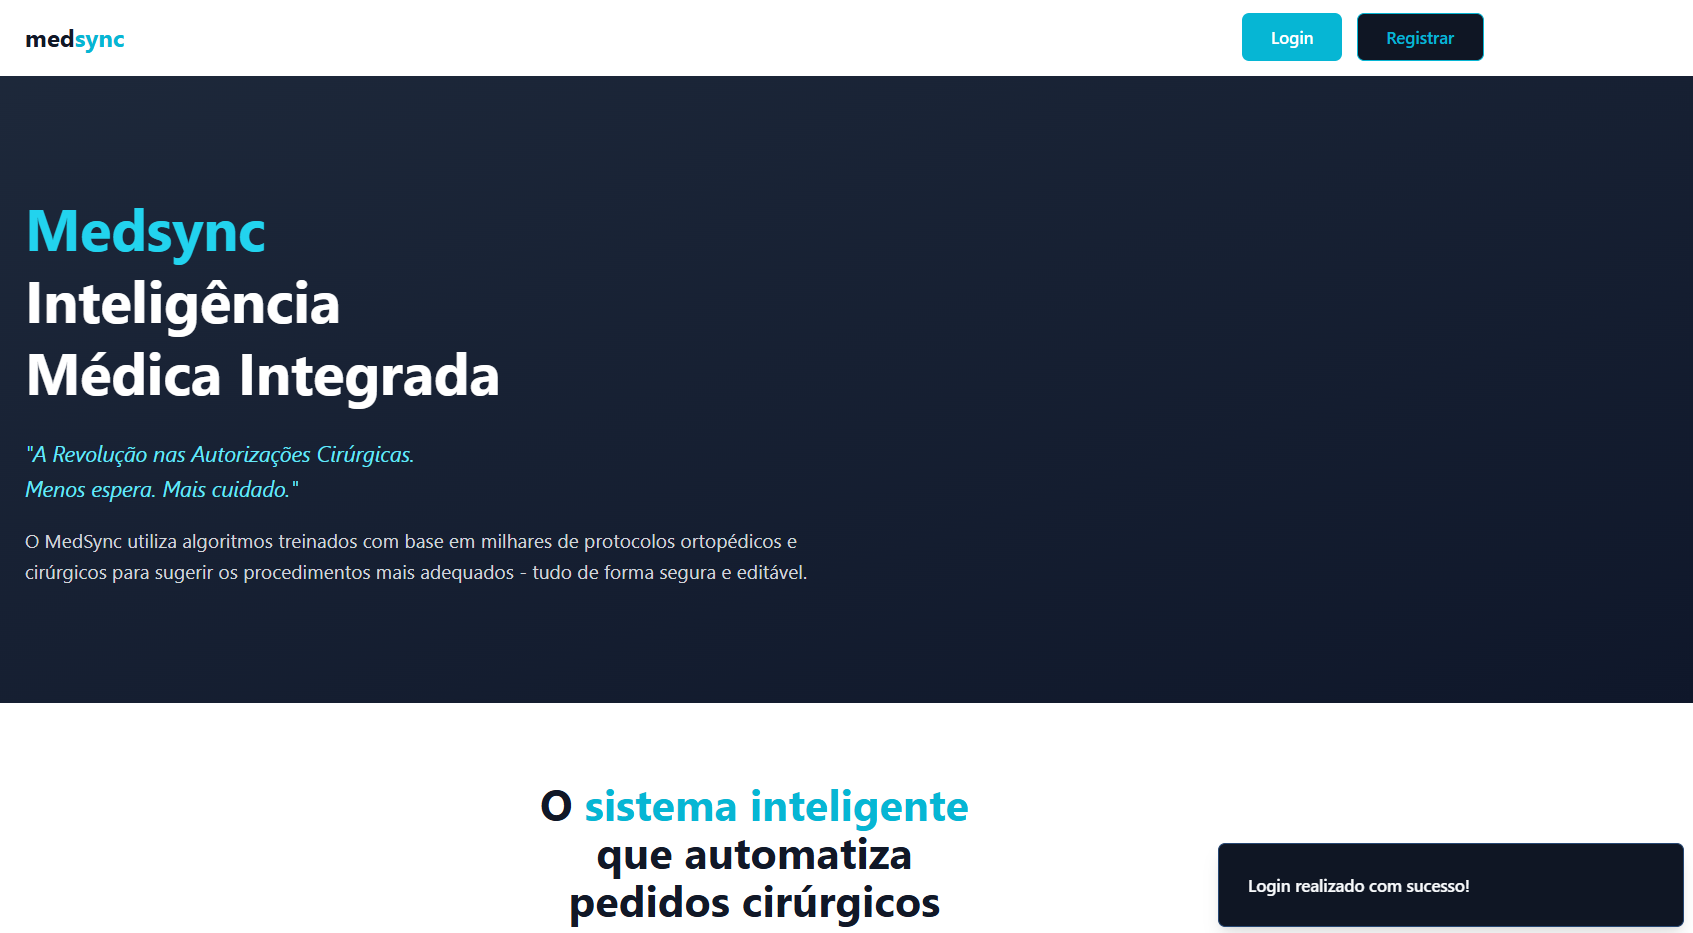 medsync
Login
Registrar
Medsync
Inteligência
Médica Integrada
"A Revolução nas Autorizações Cirúrgicas.
Menos espera. Mais cuidado."
O MedSync utiliza algoritmos treinados com base em milhares de protocolos ortopédicos e
cirúrgicos para sugerir os procedimentos mais adequados - tudo de forma segura e editável.
O sistema inteligente
que automatiza
pedidos cirúrgicos
Login realizado com sucesso!